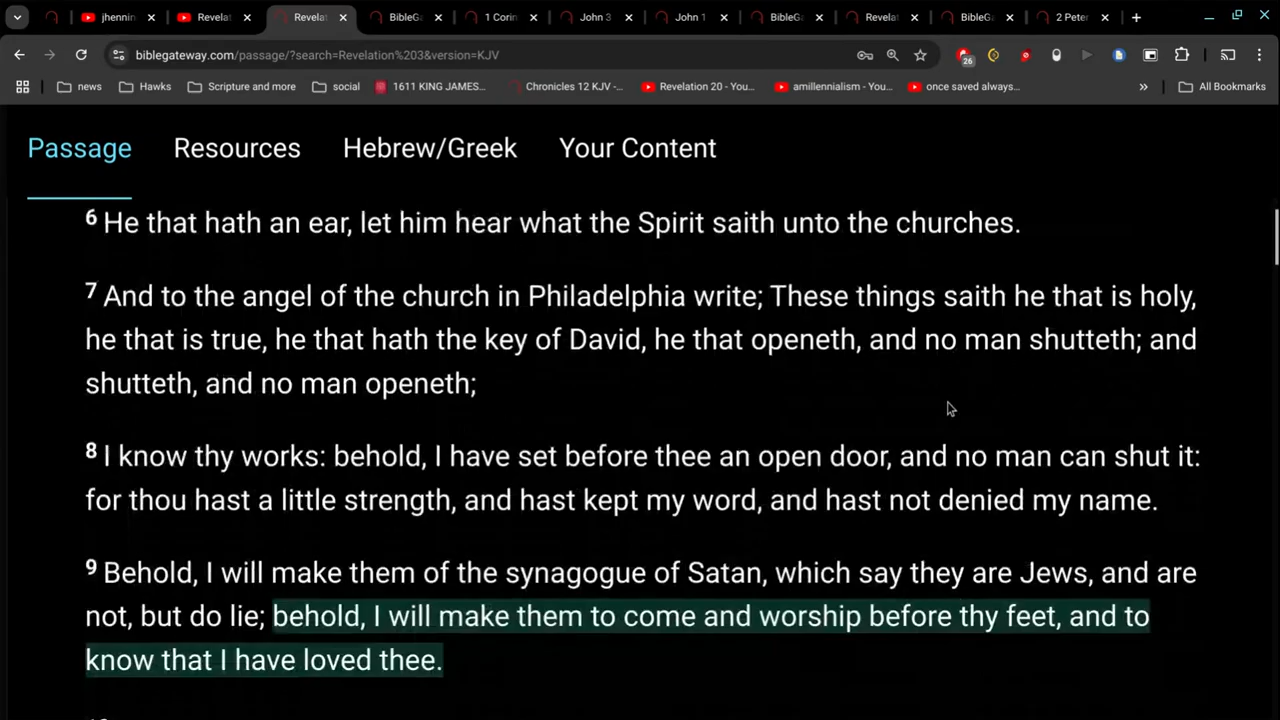 jhennin
Revelat
Revelat
BibleGa
1 Corin
John 3
John 1
BibleGa
Revelat
BibleGa
2 Peter
biblegateway.com/passage/?search=Revelation%203&version=KJV
26
news
Hawks
Scripture and more
social
1611 KING JAMES...
Chronicles 12 KJV -...
Revelation 20 - You...
amillennialism - You...
once saved always...
»
All Bookmarks
Passage
Resources
Hebrew/Greek
Your Content
6 He that hath an ear, let him hear what the Spirit saith unto the churches.
7 And to the angel of the church in Philadelphia write; These things saith he that is holy,
he that is true, he that hath the key of David, he that openeth, and no man shutteth; and
shutteth, and no man openeth;
8 I know thy works: behold, I have set before thee an open door, and no man can shut it:
for thou hast a little strength, and hast kept my word, and hast not denied my name.
9 Behold, I will make them of the synagogue of Satan, which say they are Jews, and are
not, but do lie; behold, I will make them to come and worship before thy feet, and to
know that I have loved thee.